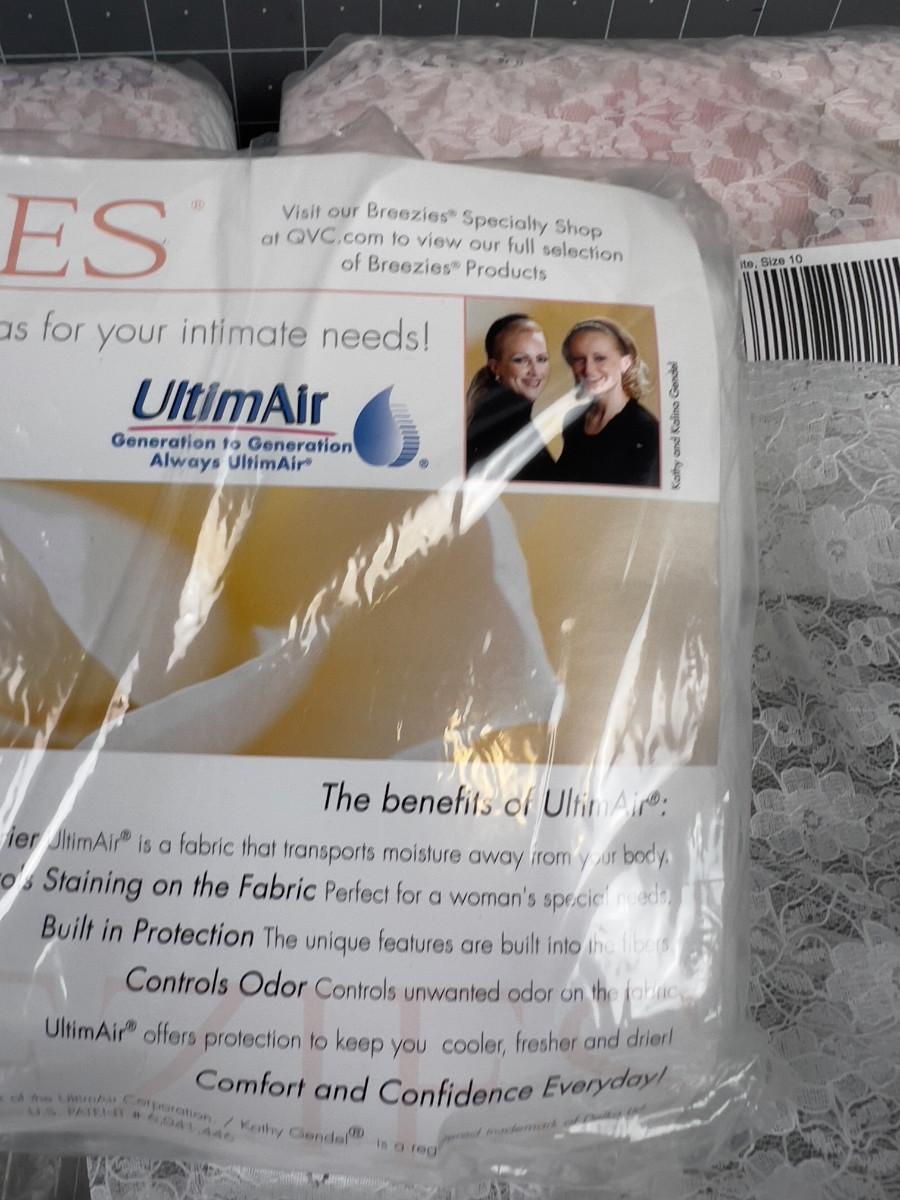 ES®
Visit our Breezies® Specialty Shop
at QVC.com to view our full selection
of Breezies® Products
ite, Size 10
as for your intimate needs!
UltimAir
Generation to Generation
Always UltimAir®
®
Kathy and Kalina Gendel
The benefits of UltimAir®:
ier UltimAir® is a fabric that transports moisture away from your body.
o's Staining on the Fabric Perfect for a woman's special needs.
Built in Protection The unique features are built into the fibers.
Controls Odor Controls unwanted odor on the fabric.
UltimAir® offers protection to keep you cooler, fresher and drier!
Comfort and Confidence Everyday!
EZIES
of the UltimAir Corporation. / Kathy Gendel® is a reg trademark of
U.S. PATENT #